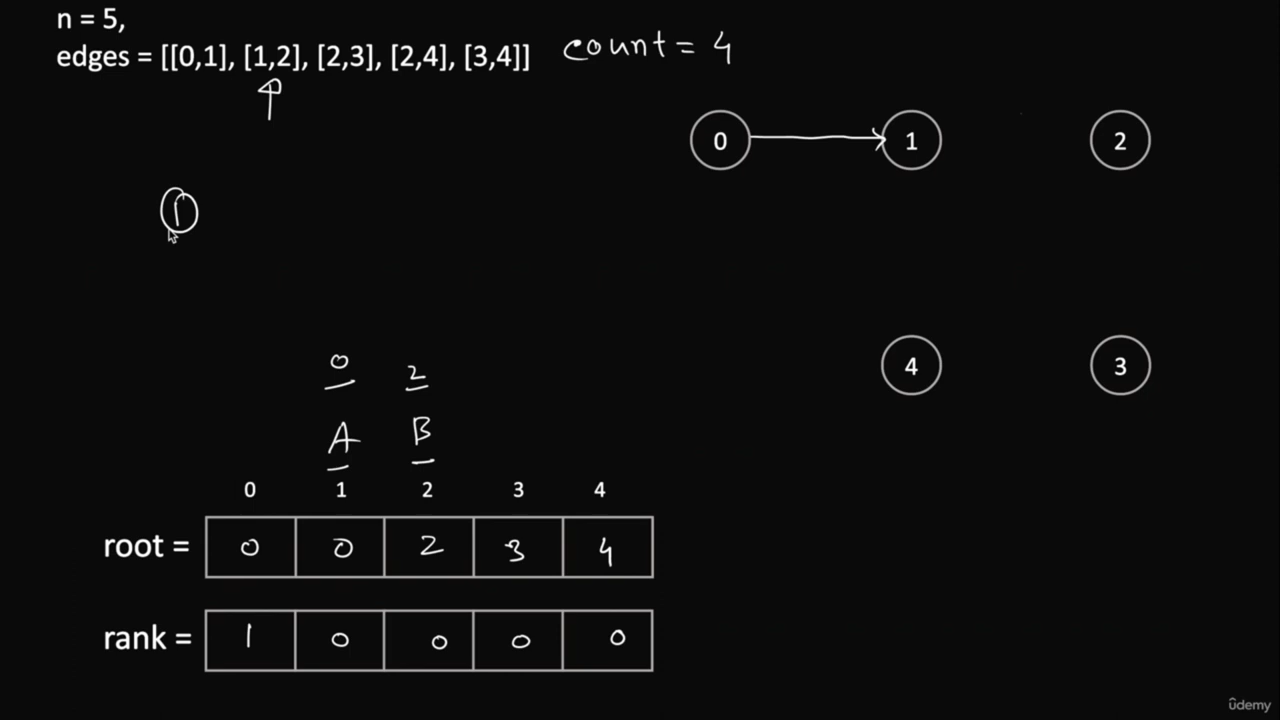 n = 5,
edges = [[0,1], [1,2], [2,3], [2,4], [3,4]] count = 4
0 1 2
1
4 3
0 2
A B
0 1 2 3 4
root = 0 0 2 3 4
rank = 1 0 0 0 0
ûdemy